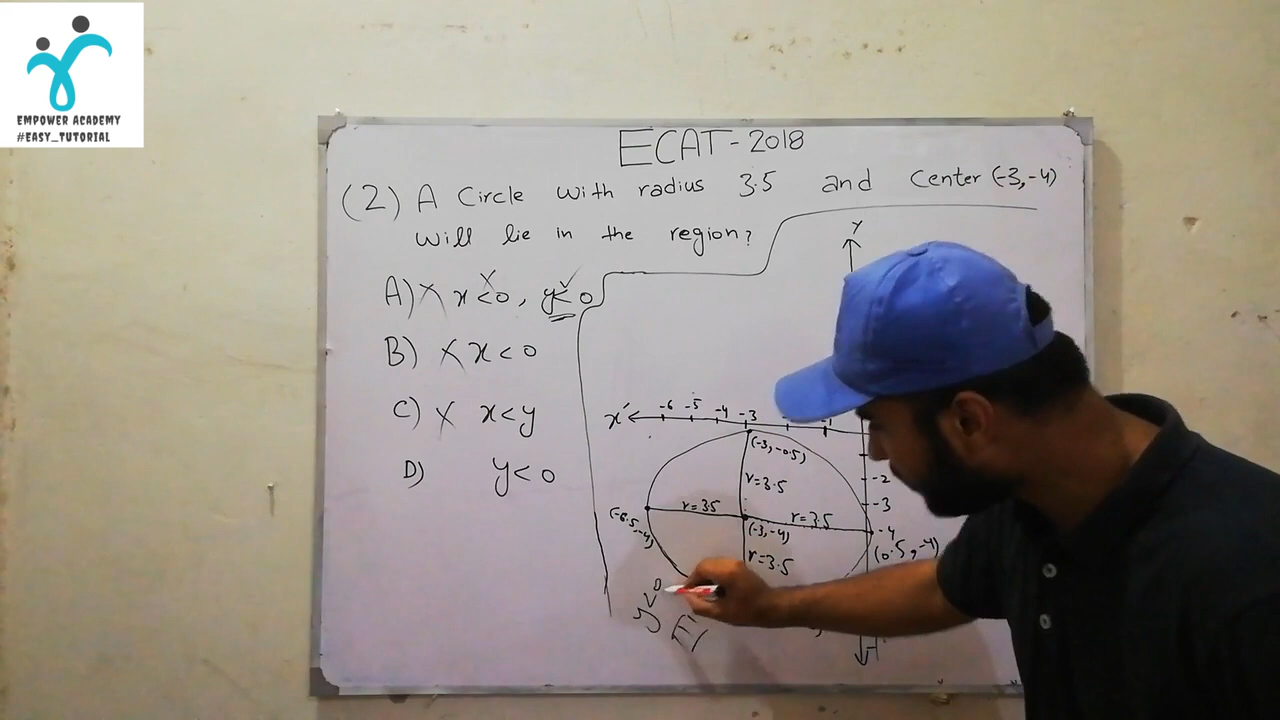 EMPOWER ACADEMY
#EASY_TUTORIAL
ECAT - 2018
(2) A Circle with radius 3.5 and Center (-3,-4)
will lie in the region?
A) x<0, y<0
B) x<0
C) x<y
D) y<0
Y
X' -6 -5 -4 -3 -1
(-3,-0.5)
r=3.5
-2
-3
r=3.5 r=3.5 -4
(-6.5,-4) (-3,-4) (0.5,-4)
r=3.5